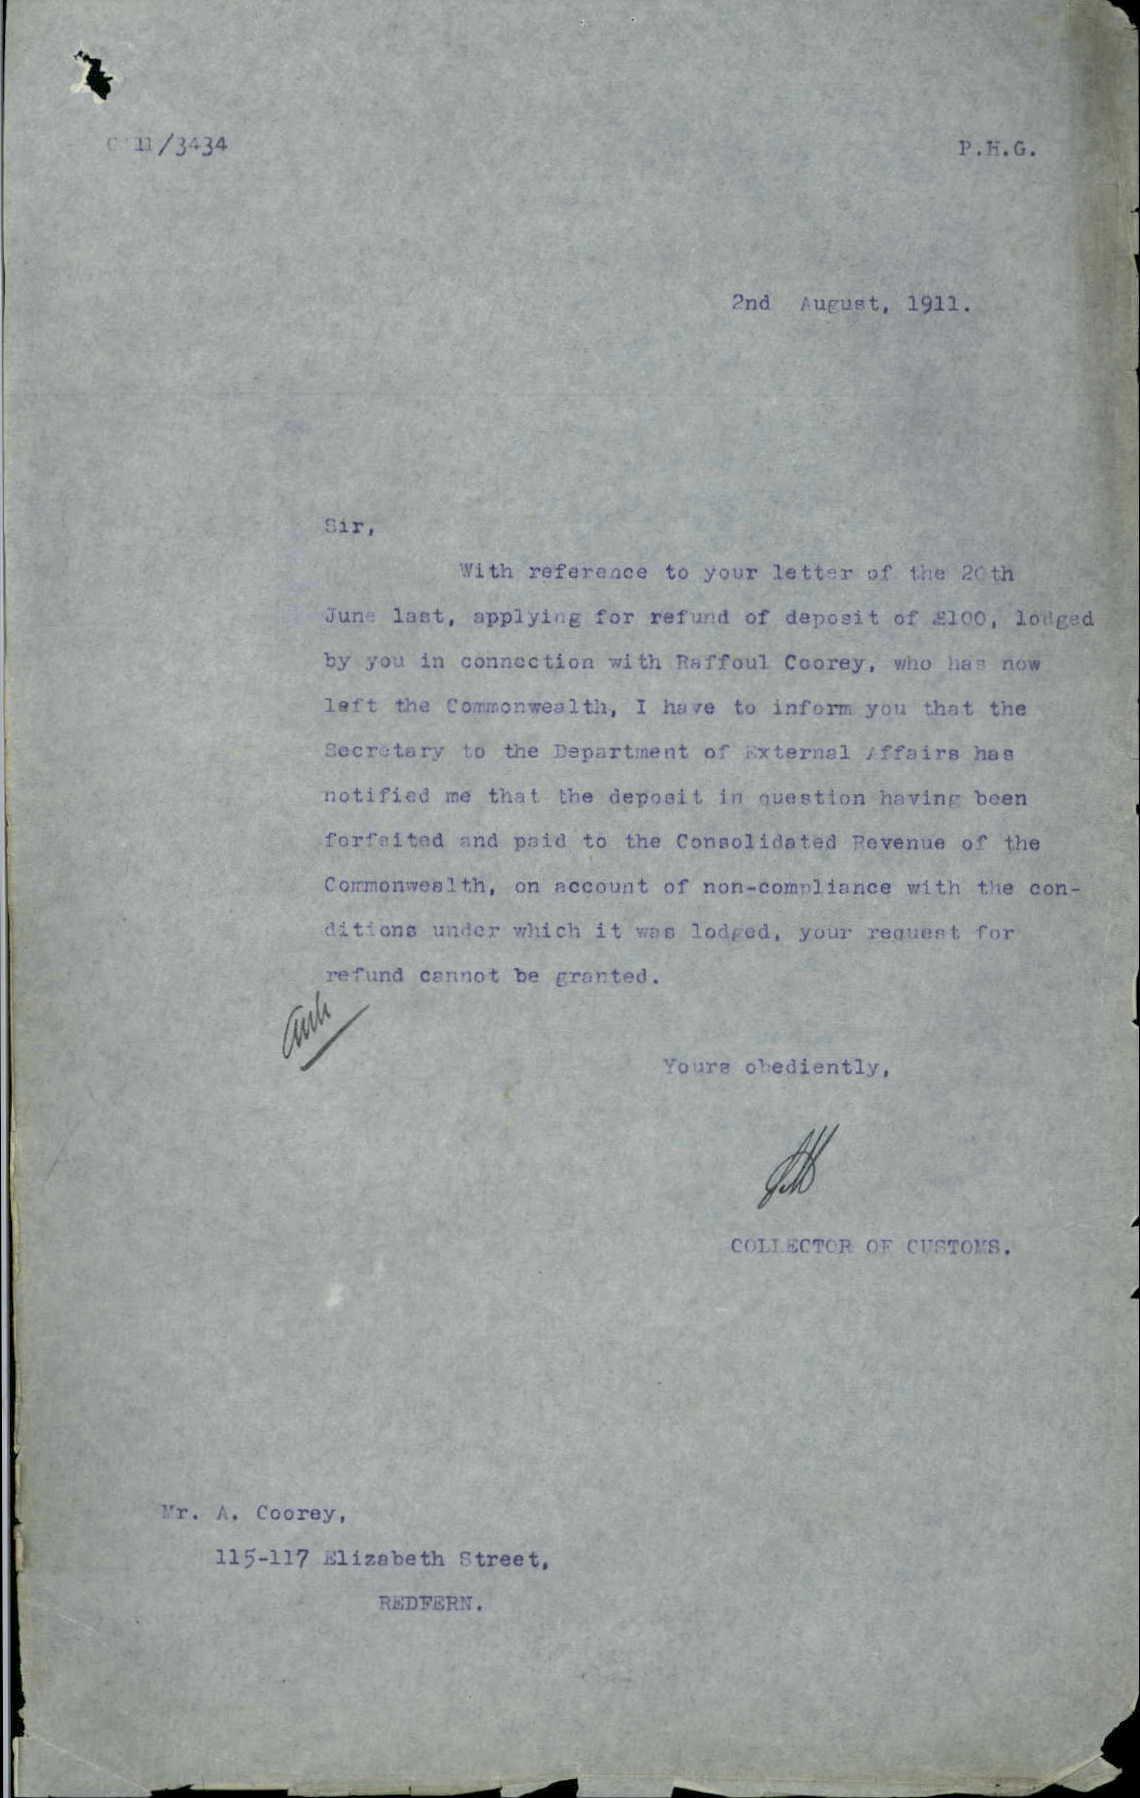 C 11/3434
P.H.G.
2nd August, 1911.
Sir,
With reference to your letter of the 20th
June last, applying for refund of deposit of £100, lodged
by you in connection with Raffoul Coorey, who has now
left the Commonwealth, I have to inform you that the
Secretary to the Department of External Affairs has
notified me that the deposit in question having been
forfeited and paid to the Consolidated Revenue of the
Commonwealth, on account of non-compliance with the con-
ditions under which it was lodged, your request for
refund cannot be granted.
Yours obediently,
COLLECTOR OF CUSTOMS.
Mr. A. Coorey,
115-117 Elizabeth Street,
REDFERN.